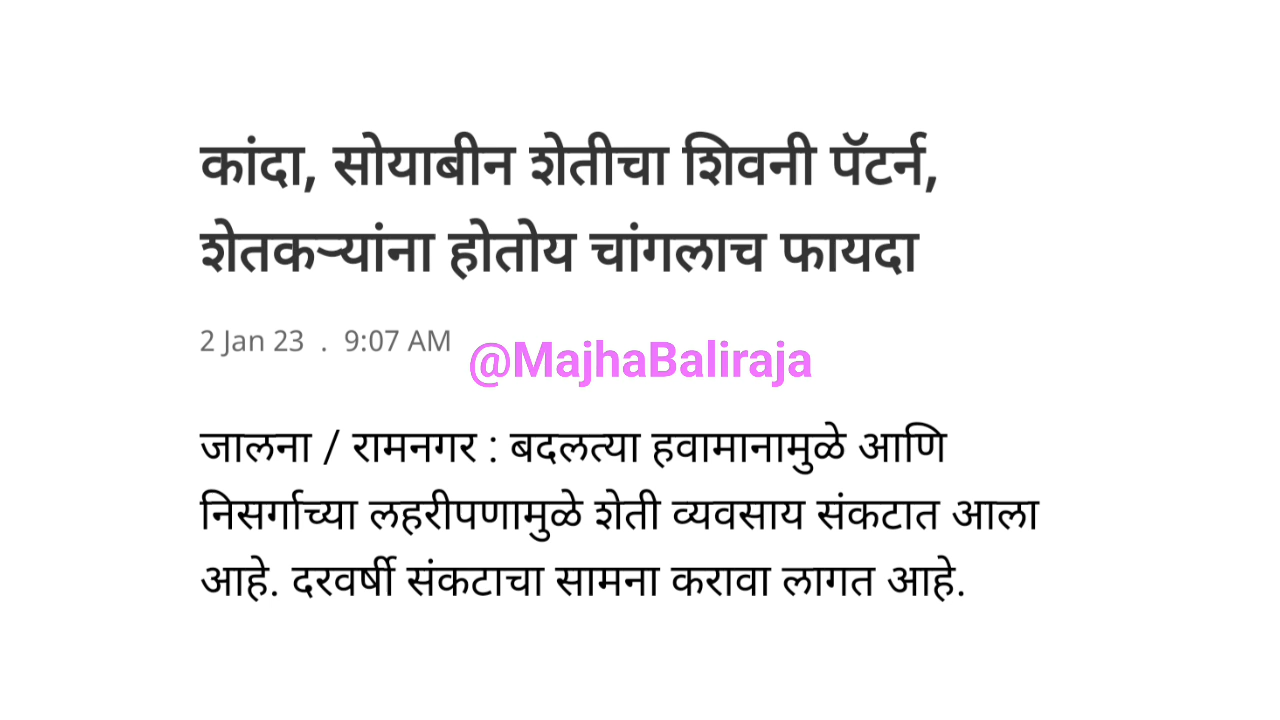 कांदा, सोयाबीन शेतीचा शिवनी पॅटर्न,
शेतकऱ्यांना होतोय चांगलाच फायदा
2 Jan 23 . 9:07 AM
@MajhaBaliraja
जालना / रामनगर : बदलत्या हवामानामुळे आणि
निसर्गाच्या लहरीपणामुळे शेती व्यवसाय संकटात आला
आहे. दरवर्षी संकटाचा सामना करावा लागत आहे.